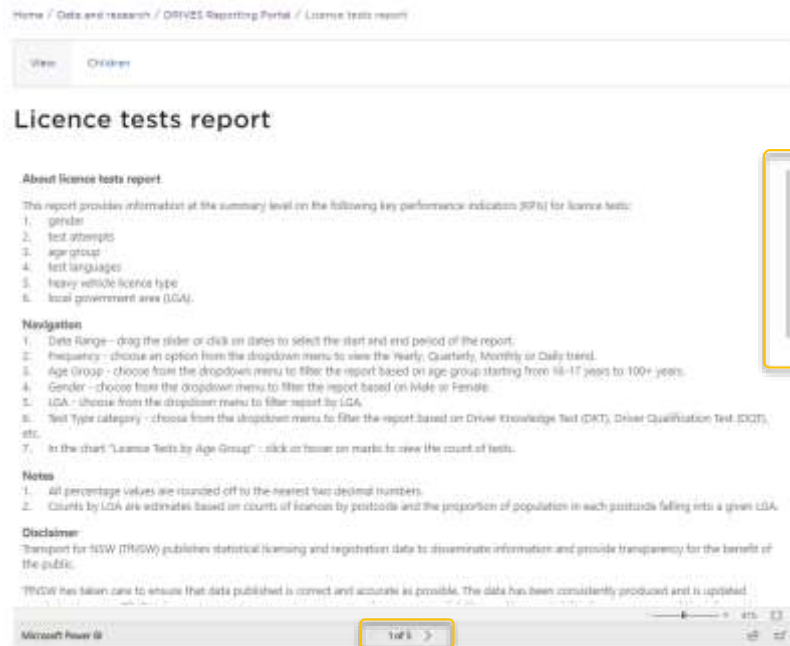 Home / Data and research / DRIVES Reporting Portal / Licence tests report
View Children
Licence tests report
About licence tests report
This report provides information at the summary level on the following key performance indicators (KPIs) for licence tests:
1. gender
2. test attempts
3. age group
4. test languages
5. heavy vehicle licence type
6. local government area (LGA).
Navigation
1. Date Range - drag the slider or click on dates to select the start and end period of the report.
2. Frequency - choose an option from the dropdown menu to view the Yearly, Quarterly, Monthly or Daily trend.
3. Age Group - choose from the dropdown menu to filter the report based on age group starting from 16-17 years to 100+ years.
4. Gender - choose from the dropdown menu to filter the report based on Male or Female.
5. LGA - choose from the dropdown menu to filter report by LGA.
6. Test Type category - choose from the dropdown menu to filter the report based on Driver Knowledge Test (DKT), Driver Qualification Test (DQT),
etc.
7. In the chart "Licence Tests by Age Group" - click or hover on marks to view the count of tests.
Notes
1. All percentage values are rounded off to the nearest two decimal numbers.
2. Counts by LGA are estimates based on counts of licences by postcode and the proportion of population in each postcode falling into a given LGA.
Disclaimer
Transport for NSW (TfNSW) publishes statistical licensing and registration data to disseminate information and provide transparency for the benefit of
the public.
TfNSW has taken care to ensure that data published is correct and accurate as possible. The data has been consistently produced and is updated
Microsoft Power BI
1 of 5